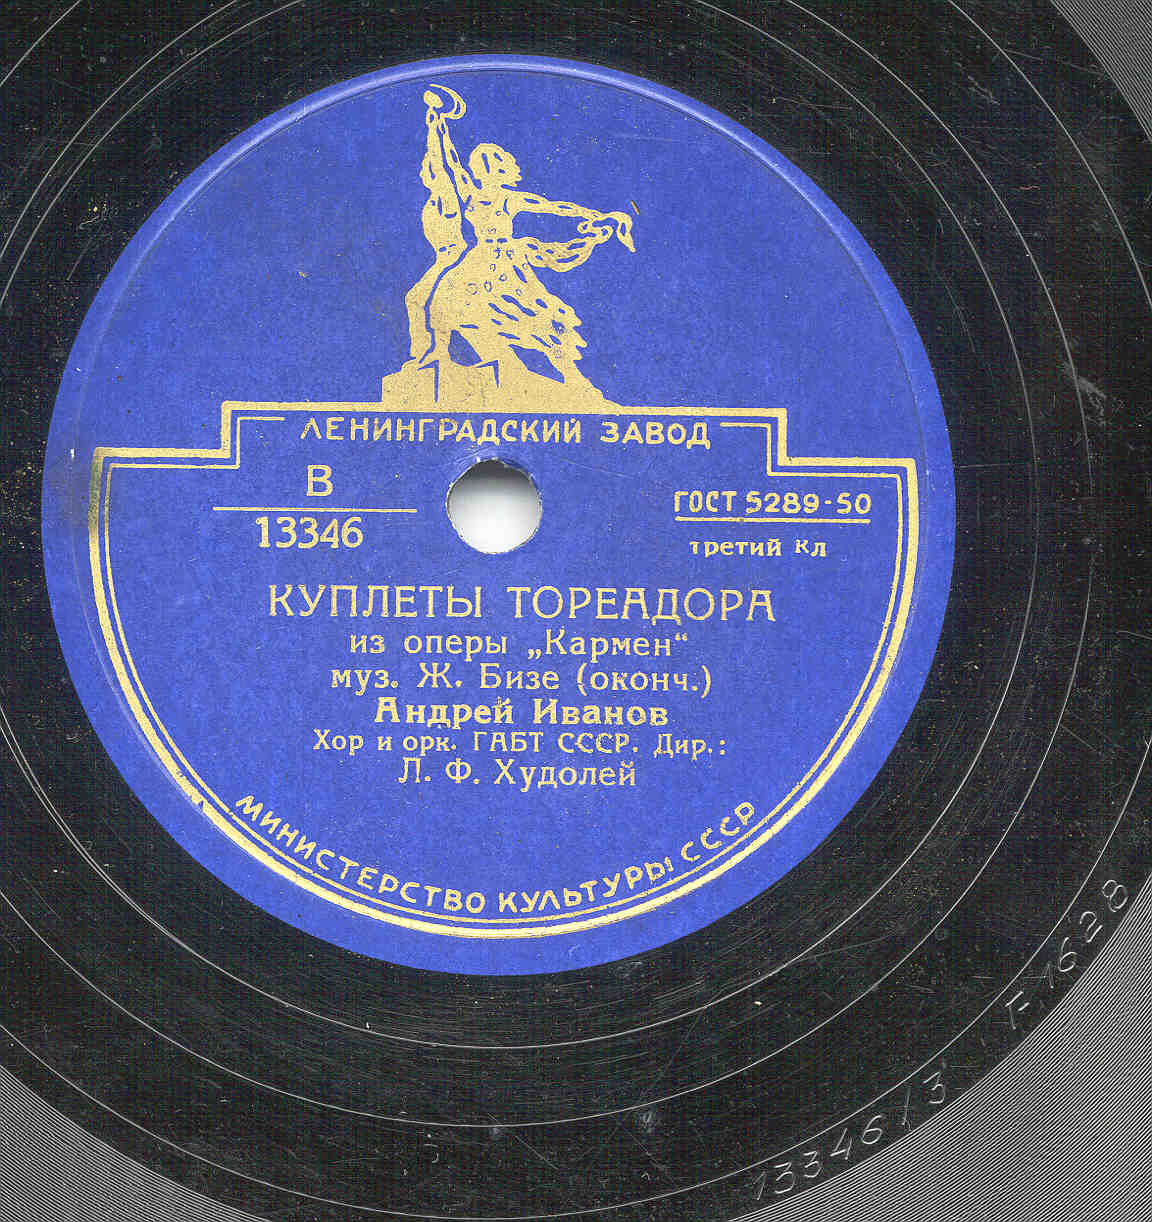 ЛЕНИНГРАДСКИЙ ЗАВОД
В
13346
ГОСТ 5289-50
третий кл
КУПЛЕТЫ ТОРЕАДОРА
из оперы „Кармен“
муз. Ж. Бизе (оконч.)
Андрей Иванов
Хор и орк. ГАБТ СССР. Дир.:
Л. Ф. Худолей
МИНИСТЕРСТВО КУЛЬТУРЫ СССР
13346/3 F 1628